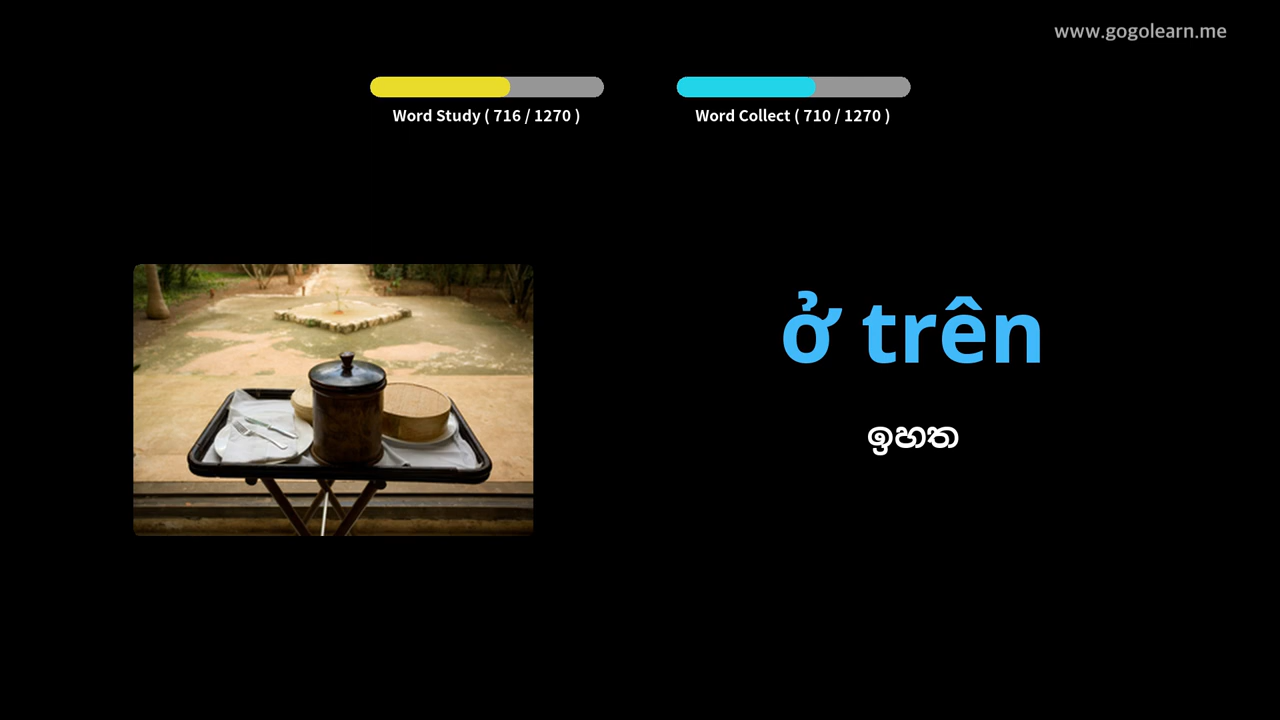 www.gogolearn.me
Word Study ( 716 / 1270 )
Word Collect ( 710 / 1270 )
ở trên
ඉහත